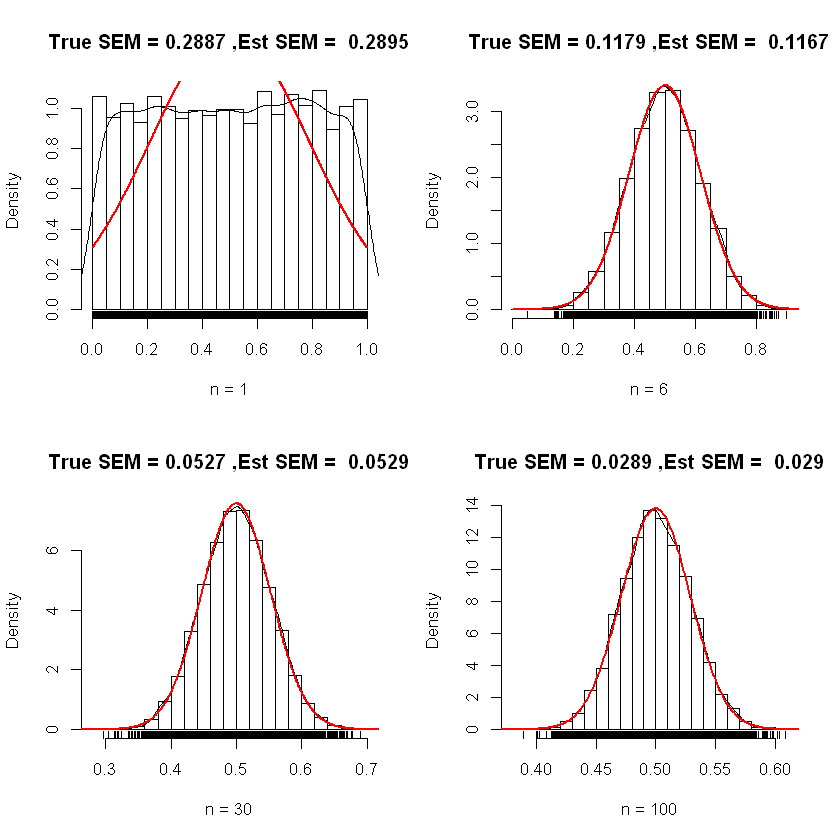 True SEM = 0.2887 ,Est SEM =  0.2895
Density
0.0 0.2 0.4 0.6 0.8 1.0
0.0 0.2 0.4 0.6 0.8 1.0
n = 1
True SEM = 0.1179 ,Est SEM =  0.1167
Density
0.0 1.0 2.0 3.0
0.0 0.2 0.4 0.6 0.8
n = 6
True SEM = 0.0527 ,Est SEM =  0.0529
Density
0 2 4 6
0.3 0.4 0.5 0.6 0.7
n = 30
True SEM = 0.0289 ,Est SEM =  0.029
Density
0 2 4 6 8 10 12 14
0.40 0.45 0.50 0.55 0.60
n = 100